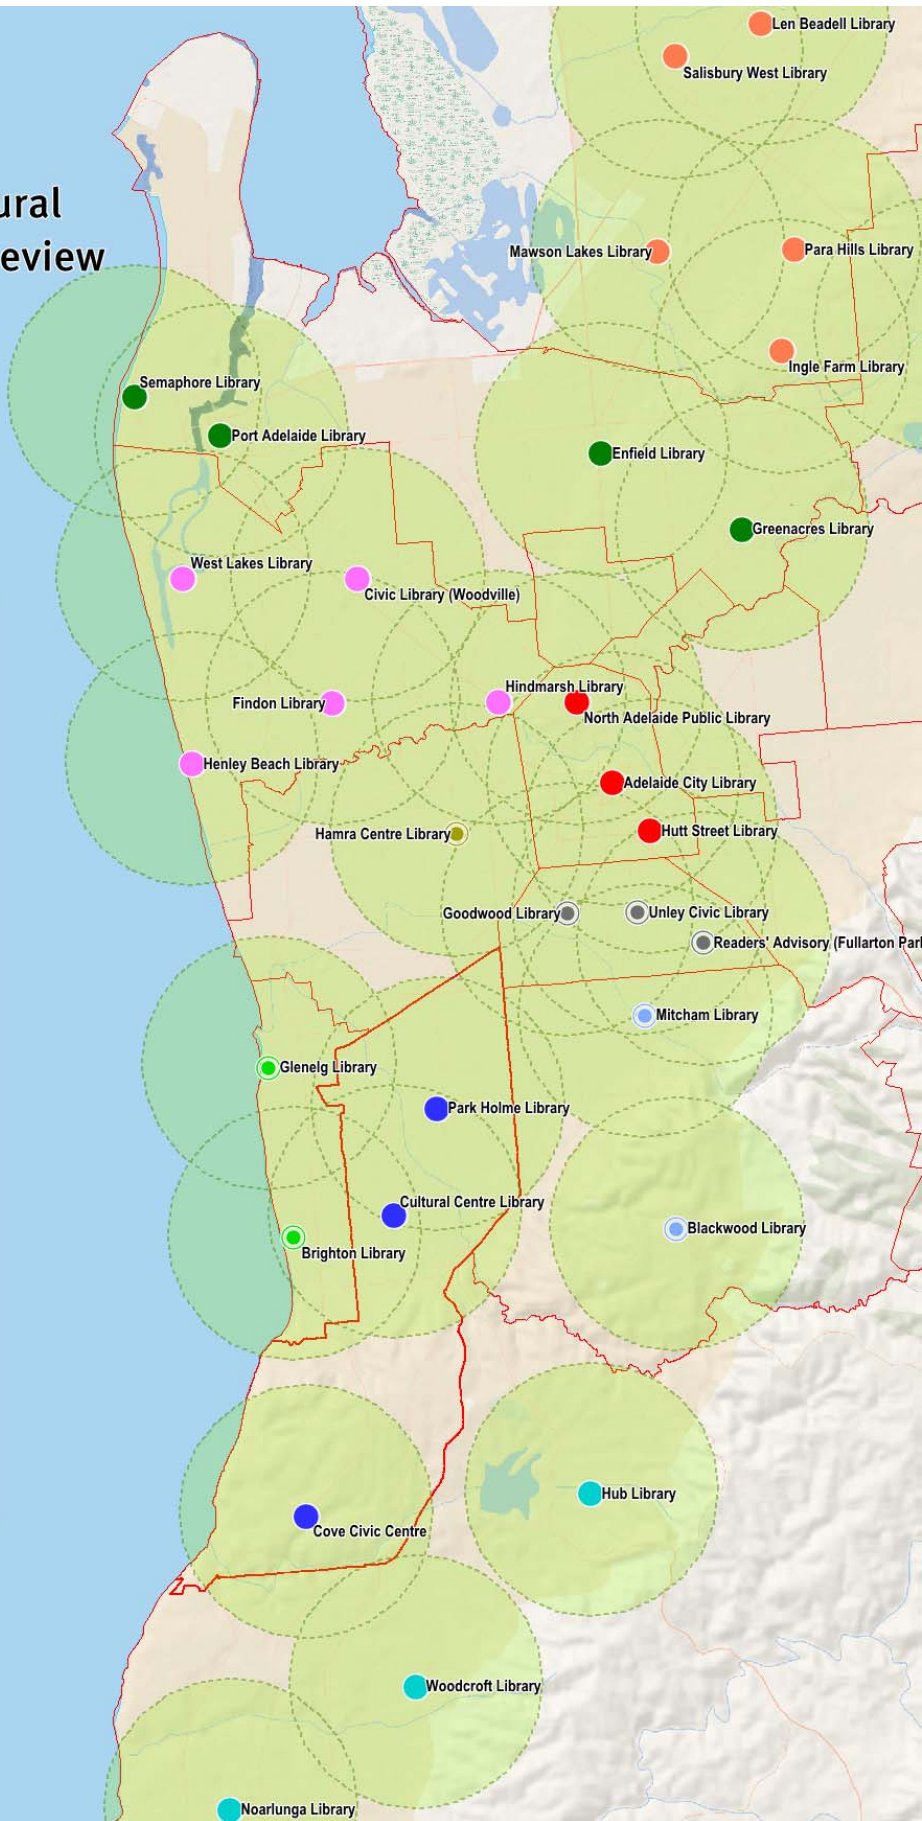 Len Beadell Library
Salisbury West Library
ural
eview
Mawson Lakes Library
Para Hills Library
Ingle Farm Library
Semaphore Library
Port Adelaide Library
Enfield Library
Greenacres Library
West Lakes Library
Civic Library (Woodville)
Hindmarsh Library
Findon Library
North Adelaide Public Library
Henley Beach Library
Adelaide City Library
Hamra Centre Library
Hutt Street Library
Goodwood Library
Unley Civic Library
Readers' Advisory (Fullarton Parl
Mitcham Library
Glenelg Library
Park Holme Library
Cultural Centre Library
Blackwood Library
Brighton Library
Hub Library
Cove Civic Centre
Woodcroft Library
Noarlunga Library